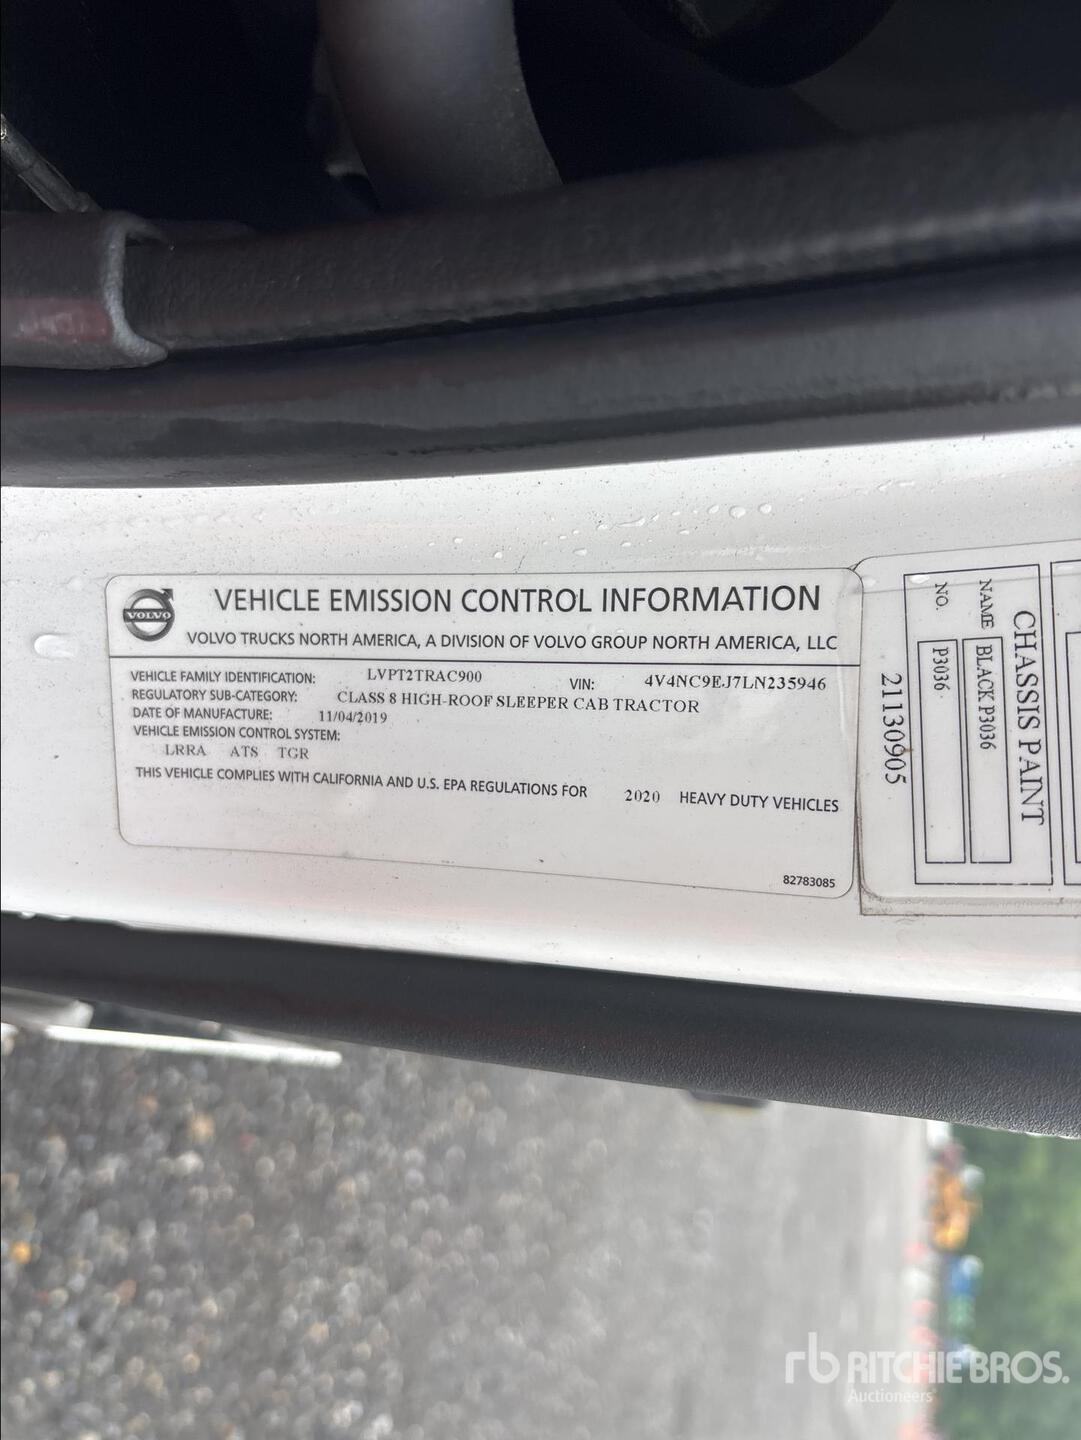 VOLVO
VEHICLE EMISSION CONTROL INFORMATION
VOLVO TRUCKS NORTH AMERICA, A DIVISION OF VOLVO GROUP NORTH AMERICA, LLC
VEHICLE FAMILY IDENTIFICATION: LVPT2TRAC900 VIN: 4V4NC9EJ7LN235946
REGULATORY SUB-CATEGORY: CLASS 8 HIGH-ROOF SLEEPER CAB TRACTOR
DATE OF MANUFACTURE: 11/04/2019
VEHICLE EMISSION CONTROL SYSTEM:
LRRA ATS TGR
THIS VEHICLE COMPLIES WITH CALIFORNIA AND U.S. EPA REGULATIONS FOR 2020 HEAVY DUTY VEHICLES
82783085
CHASSIS PAINT
NAME BLACK P3036
NO. P3036
21130905
rb RITCHIE BROS.
Auctioneers